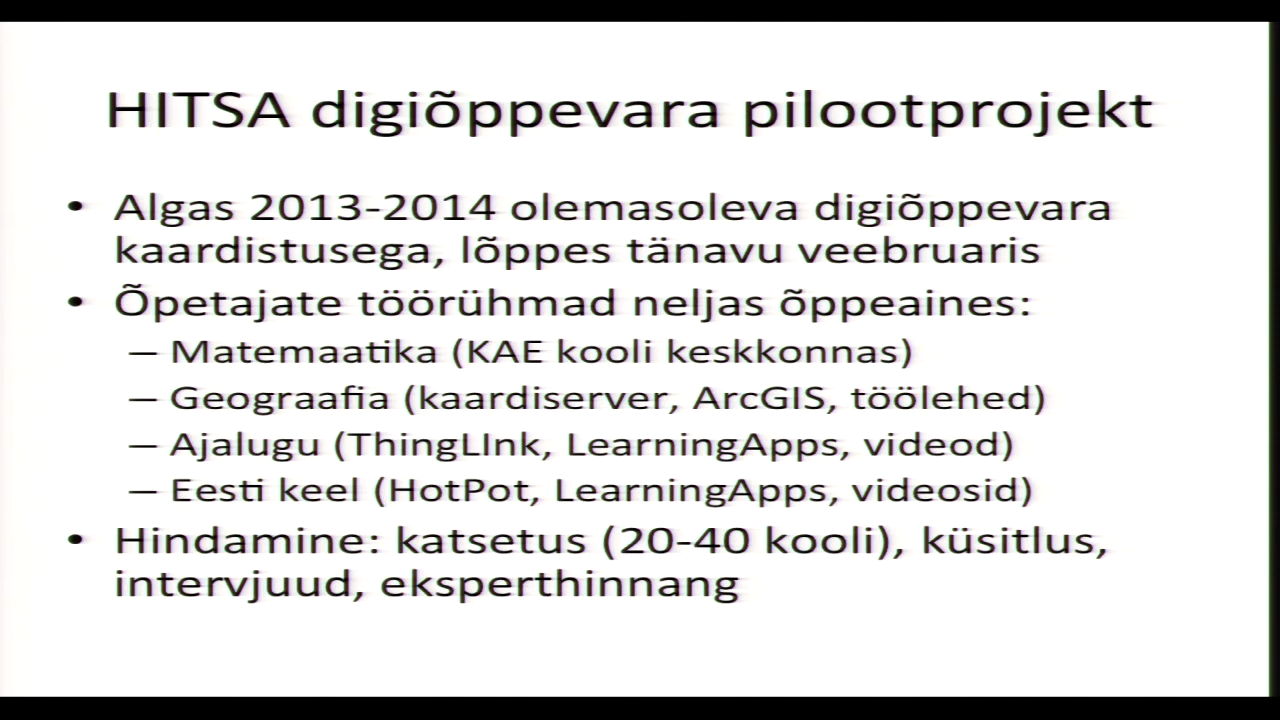 HITSA digiõppevara pilootprojekt
• Algas 2013-2014 olemasoleva digiõppevara
kaardistusega, lõppes tänavu veebruaris
• Õpetajate töörühmad neljas õppeaines:
– Matemaatika (KAE kooli keskkonnas)
– Geograafia (kaardiserver, ArcGIS, töölehed)
– Ajalugu (ThingLInk, LearningApps, videod)
– Eesti keel (HotPot, LearningApps, videosid)
• Hindamine: katsetus (20-40 kooli), küsitlus,
intervjuud, eksperthinnang